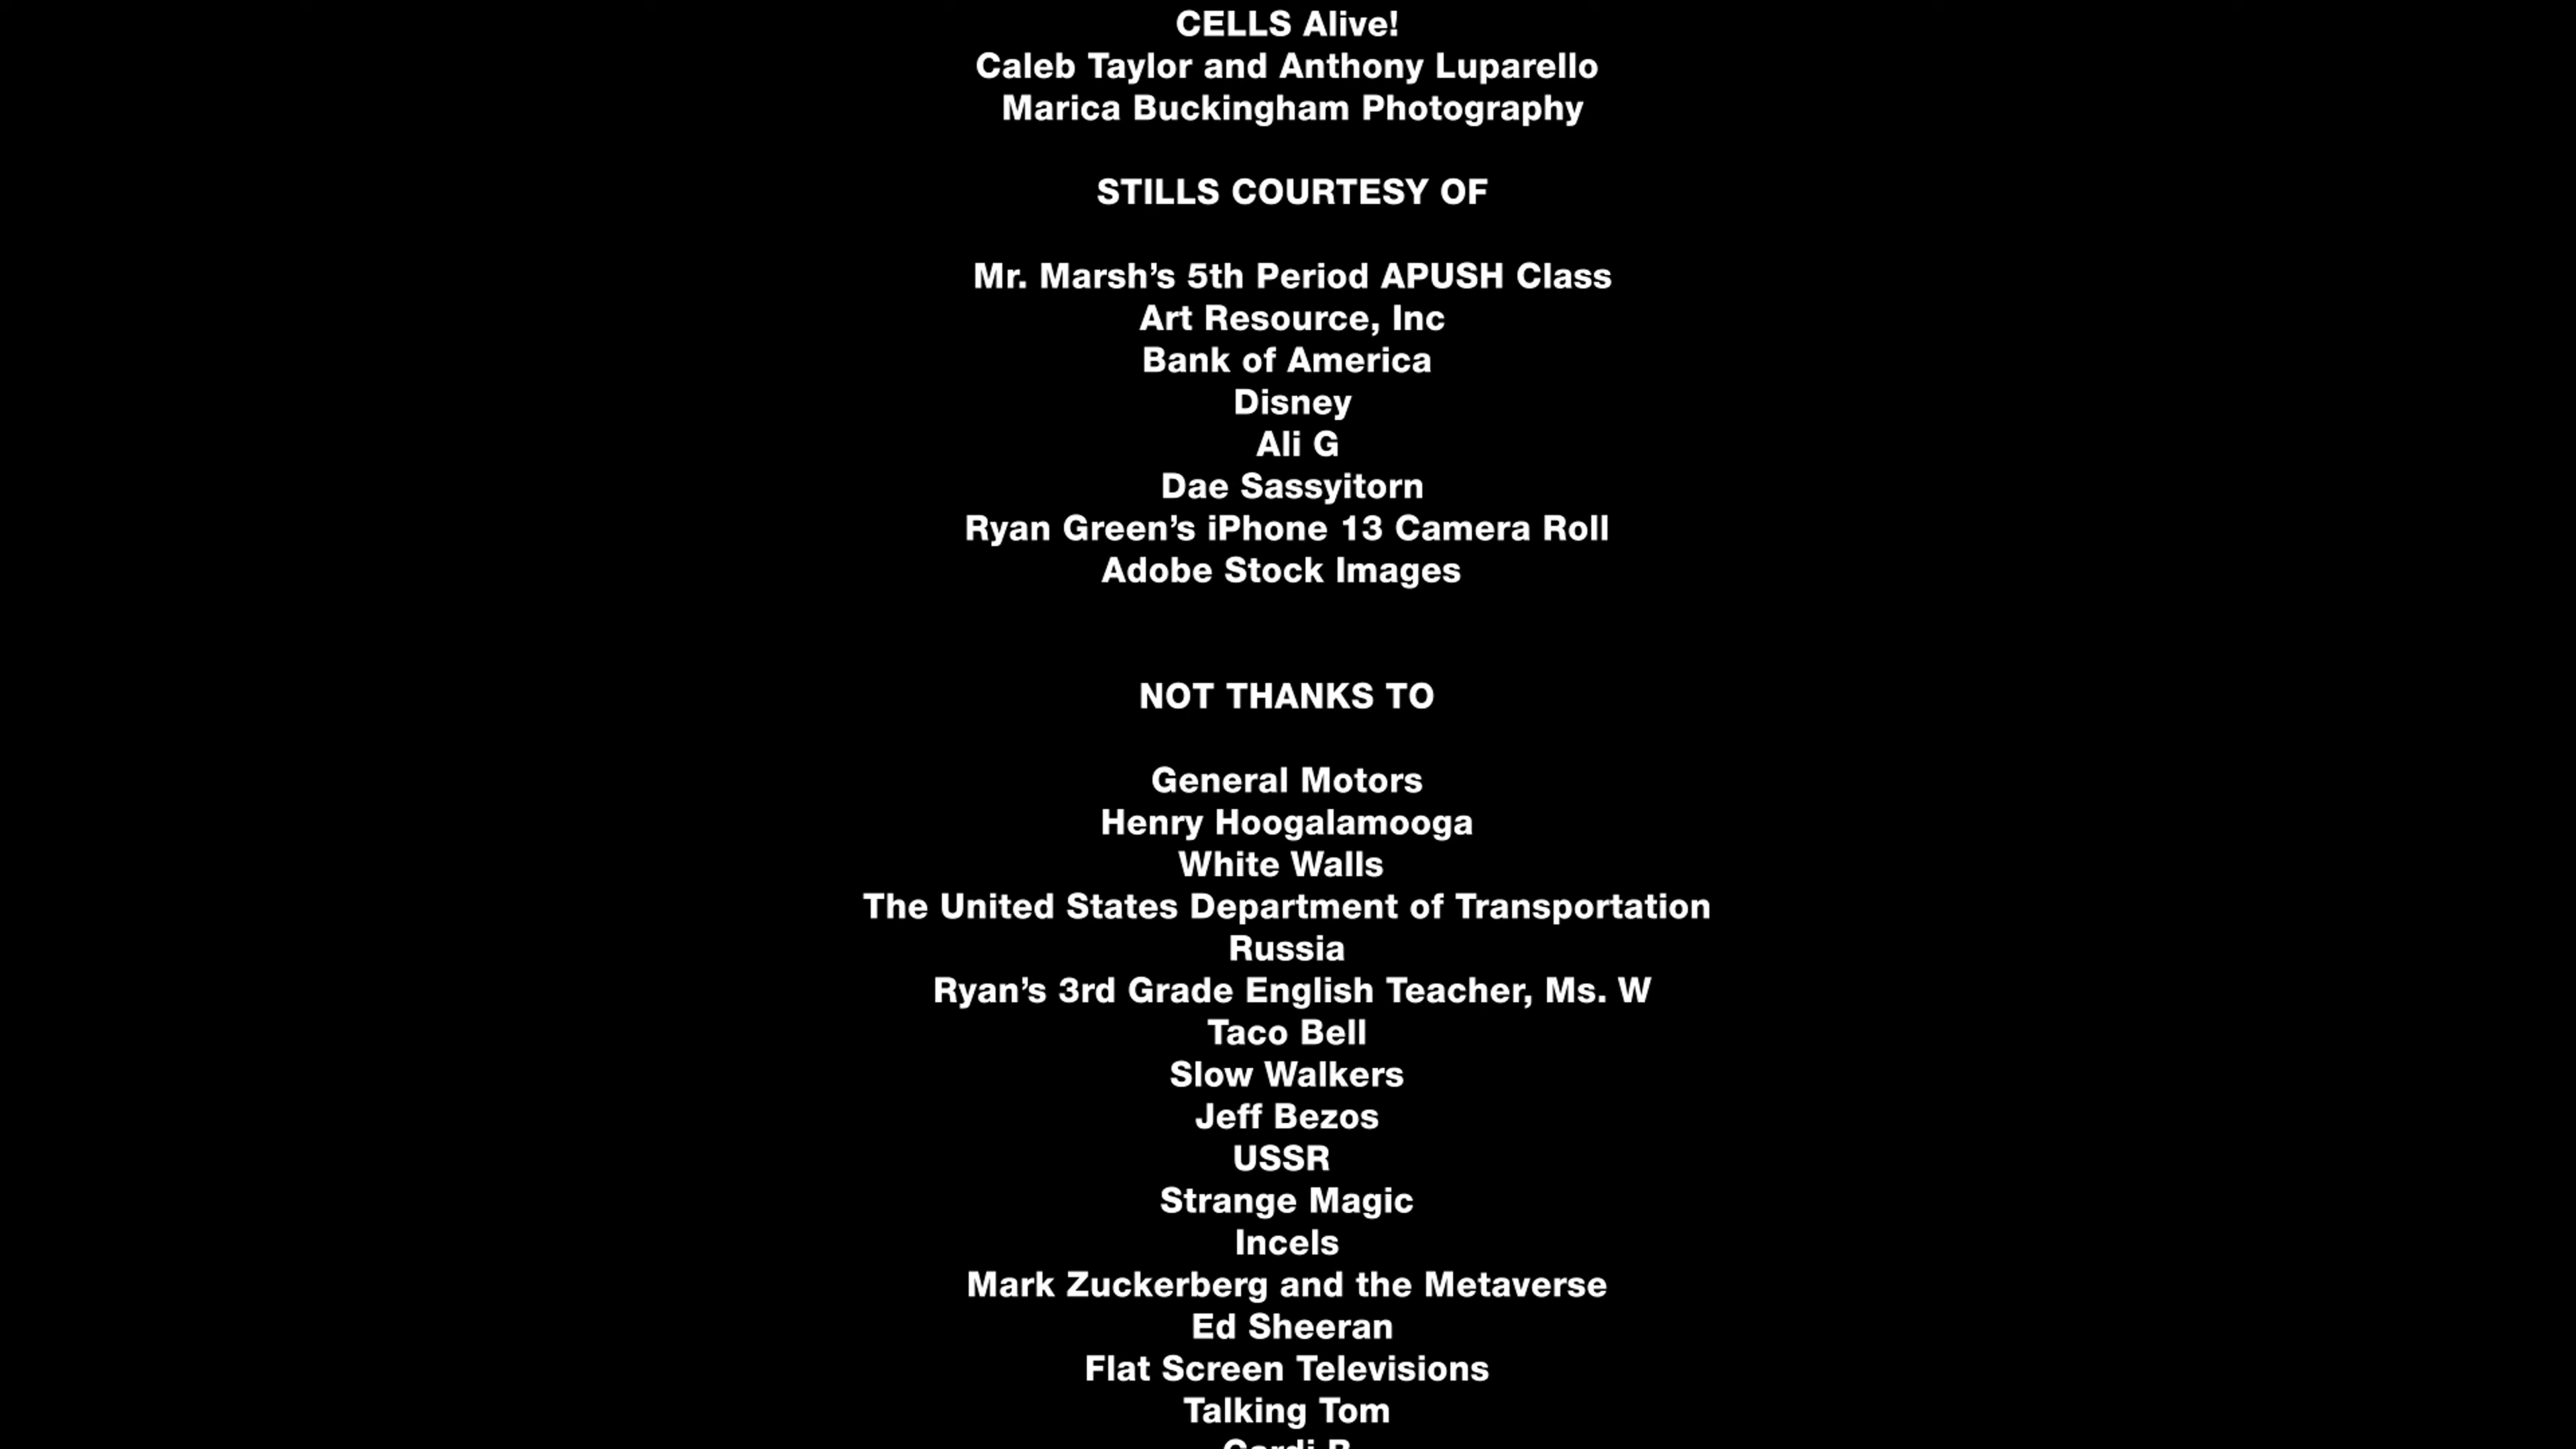 CELLS Alive!
Caleb Taylor and Anthony Luparello
Marica Buckingham Photography
STILLS COURTESY OF
Mr. Marsh’s 5th Period APUSH Class
Art Resource, Inc
Bank of America
Disney
Ali G
Dae Sassyitorn
Ryan Green’s iPhone 13 Camera Roll
Adobe Stock Images
NOT THANKS TO
General Motors
Henry Hoogalamooga
White Walls
The United States Department of Transportation
Russia
Ryan’s 3rd Grade English Teacher, Ms. W
Taco Bell
Slow Walkers
Jeff Bezos
USSR
Strange Magic
Incels
Mark Zuckerberg and the Metaverse
Ed Sheeran
Flat Screen Televisions
Talking Tom
Cardi B